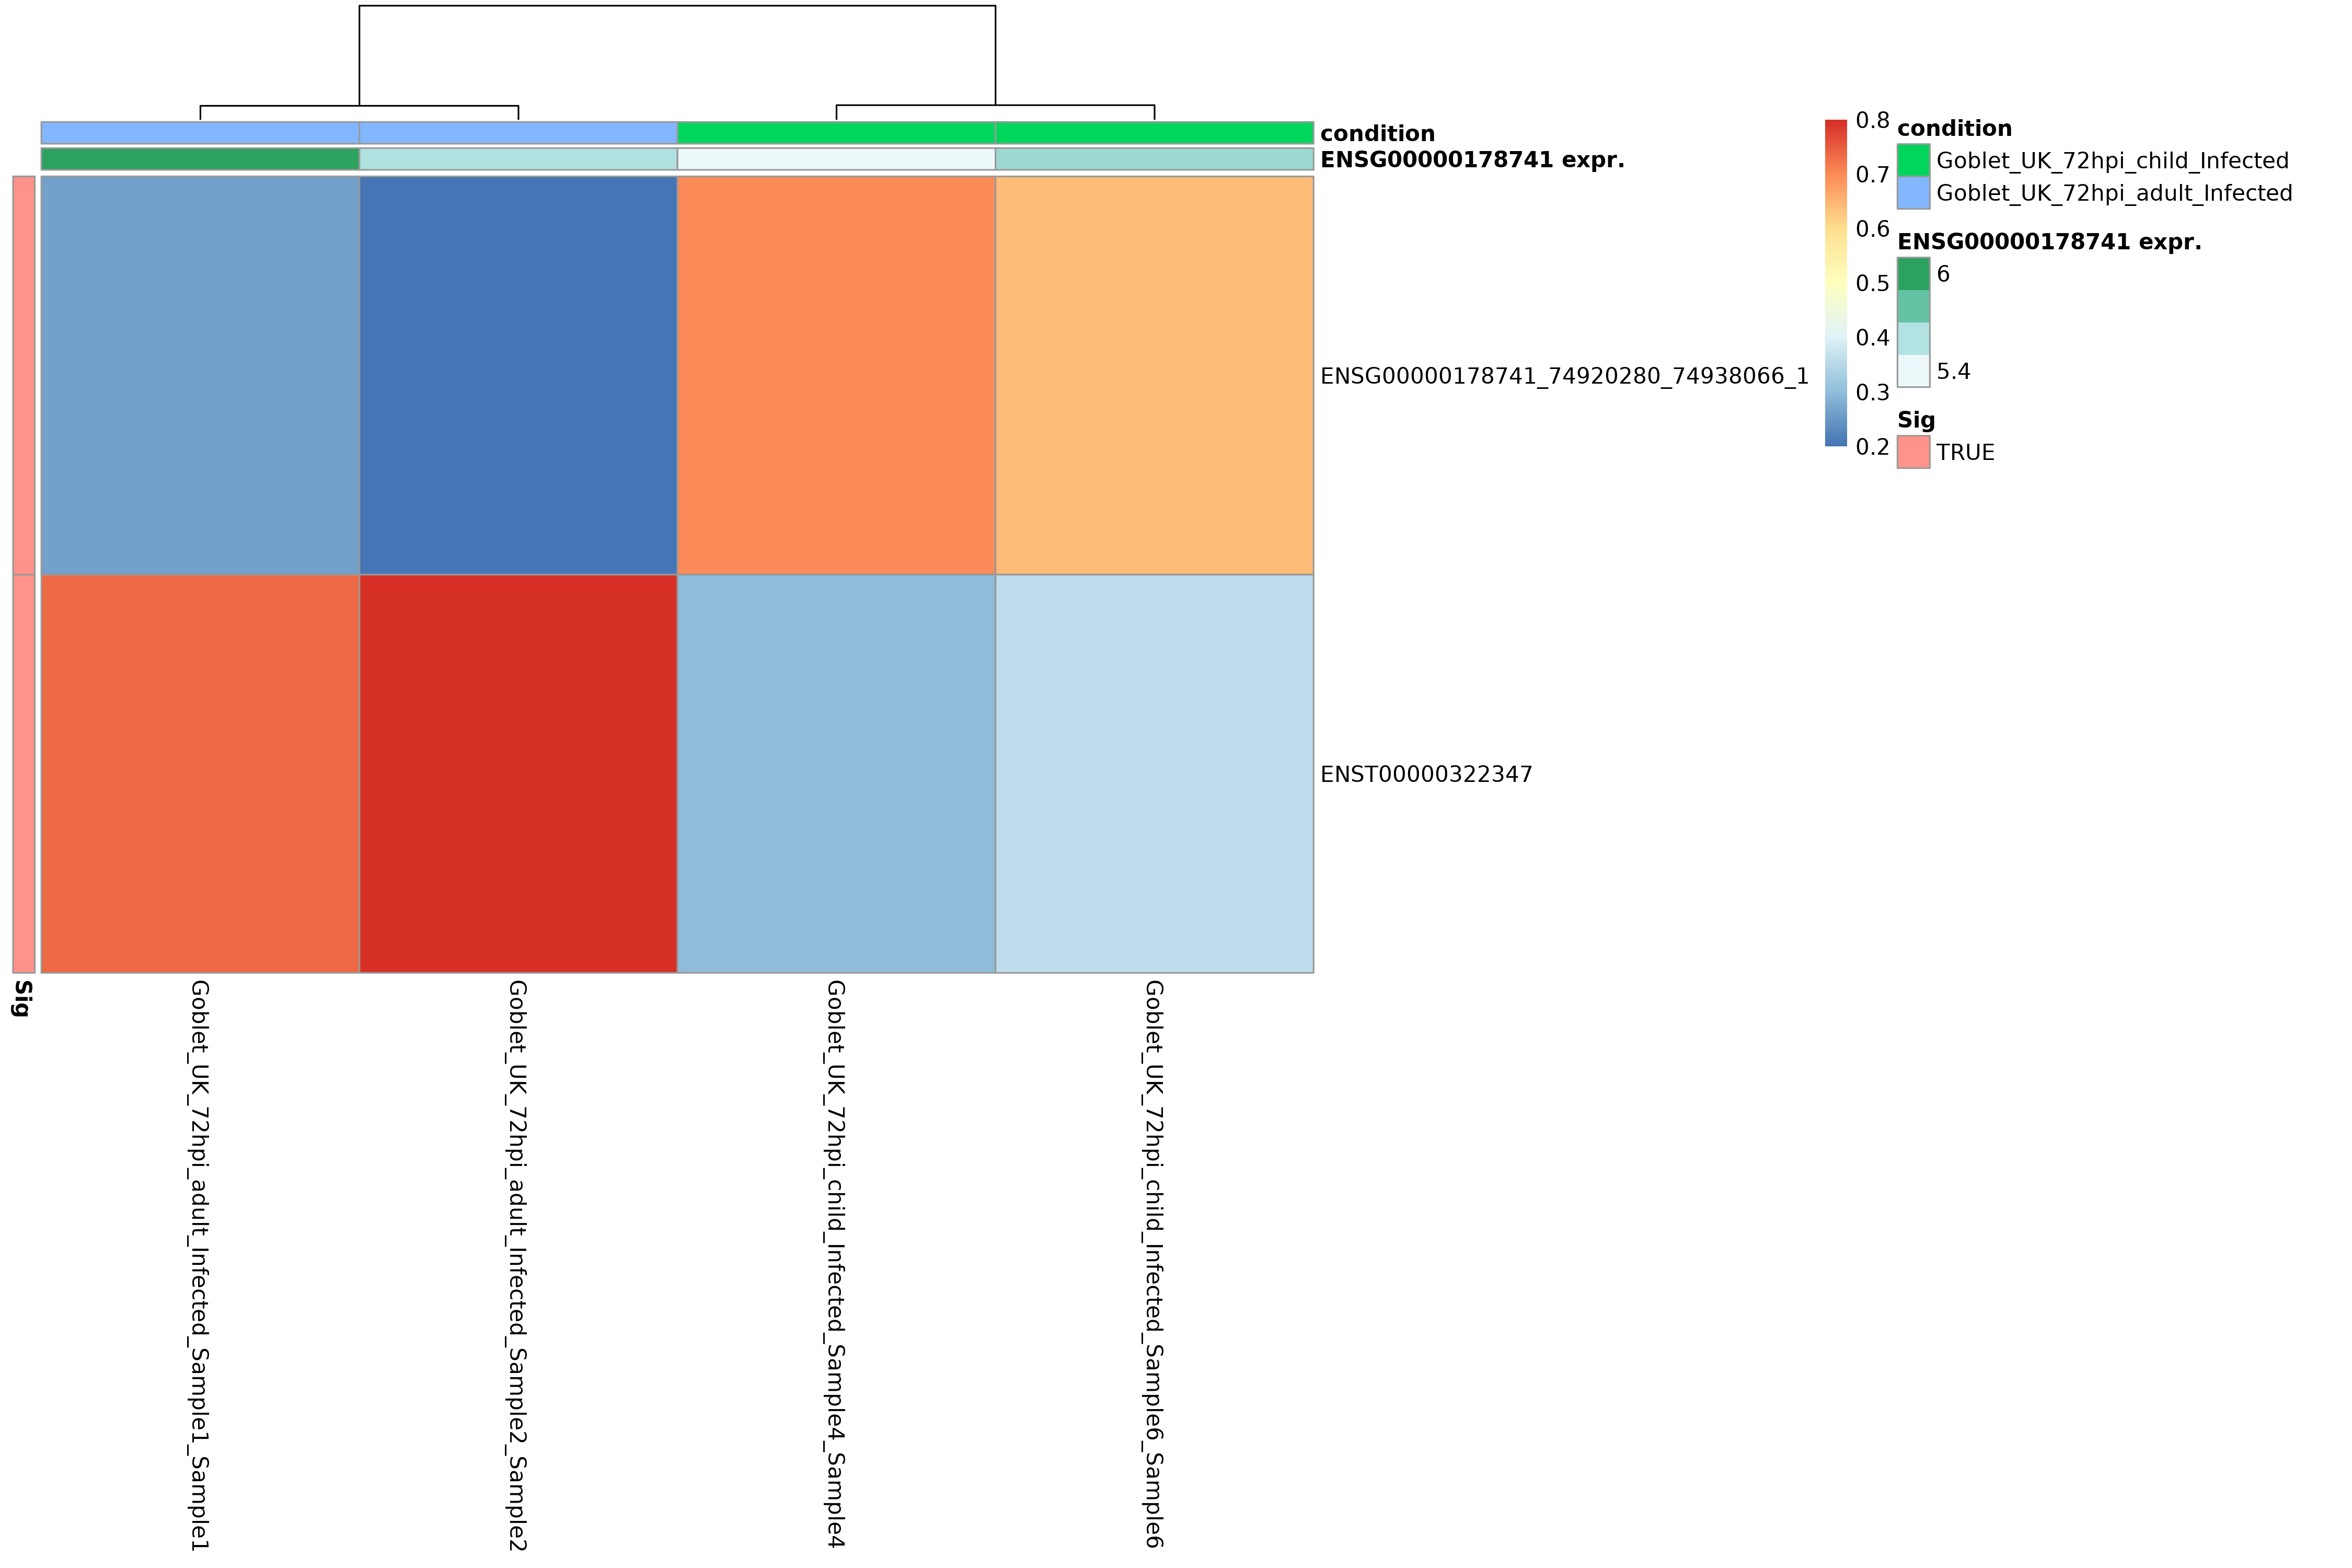 condition
ENSG00000178741 expr.
ENSG00000178741_74920280_74938066_1
ENST00000322347
Sig
Goblet_UK_72hpi_adult_Infected_Sample1_Sample1
Goblet_UK_72hpi_adult_Infected_Sample2_Sample2
Goblet_UK_72hpi_child_Infected_Sample4_Sample4
Goblet_UK_72hpi_child_Infected_Sample6_Sample6
0.8
0.7
0.6
0.5
0.4
0.3
0.2
condition
Goblet_UK_72hpi_child_Infected
Goblet_UK_72hpi_adult_Infected
ENSG00000178741 expr.
6
5.4
Sig
TRUE